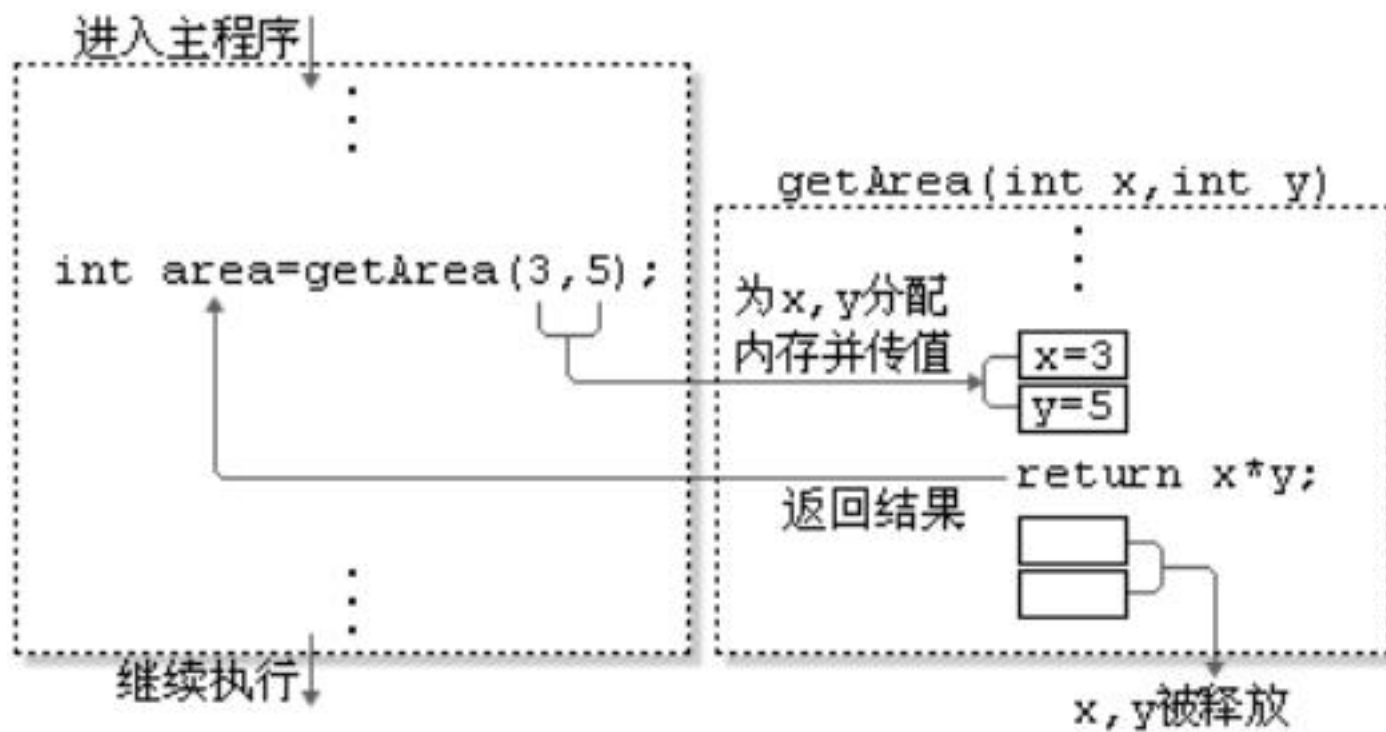 进入主程序
int area=getArea(3,5);
getArea(int x,int y)
为x,y分配
内存并传值
x=3
y=5
return x*y;
返回结果
x,y被释放
继续执行